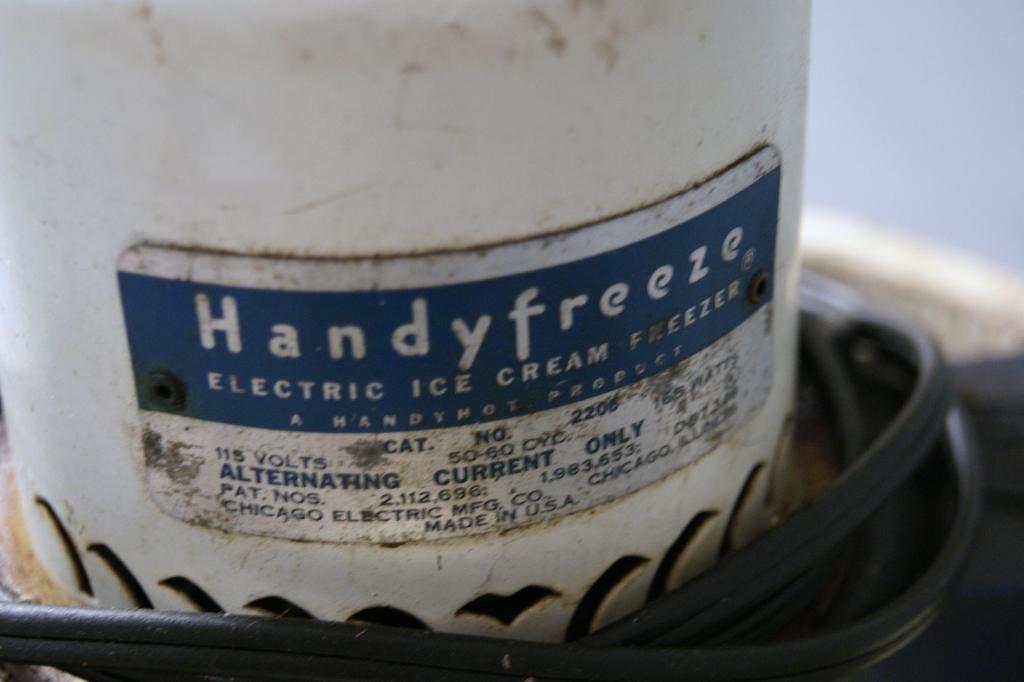 Handyfreeze®
ELECTRIC ICE CREAM FREEZER
A HANDYHOT PRODUCT
CAT. NO. 2206
115 VOLTS 50-60 CYC. WATTS
ALTERNATING CURRENT ONLY
PAT. NOS. 2,112,696; 1,983,653;
CHICAGO ELECTRIC MFG. CO. CHICAGO, ILLINOIS
MADE IN U.S.A.